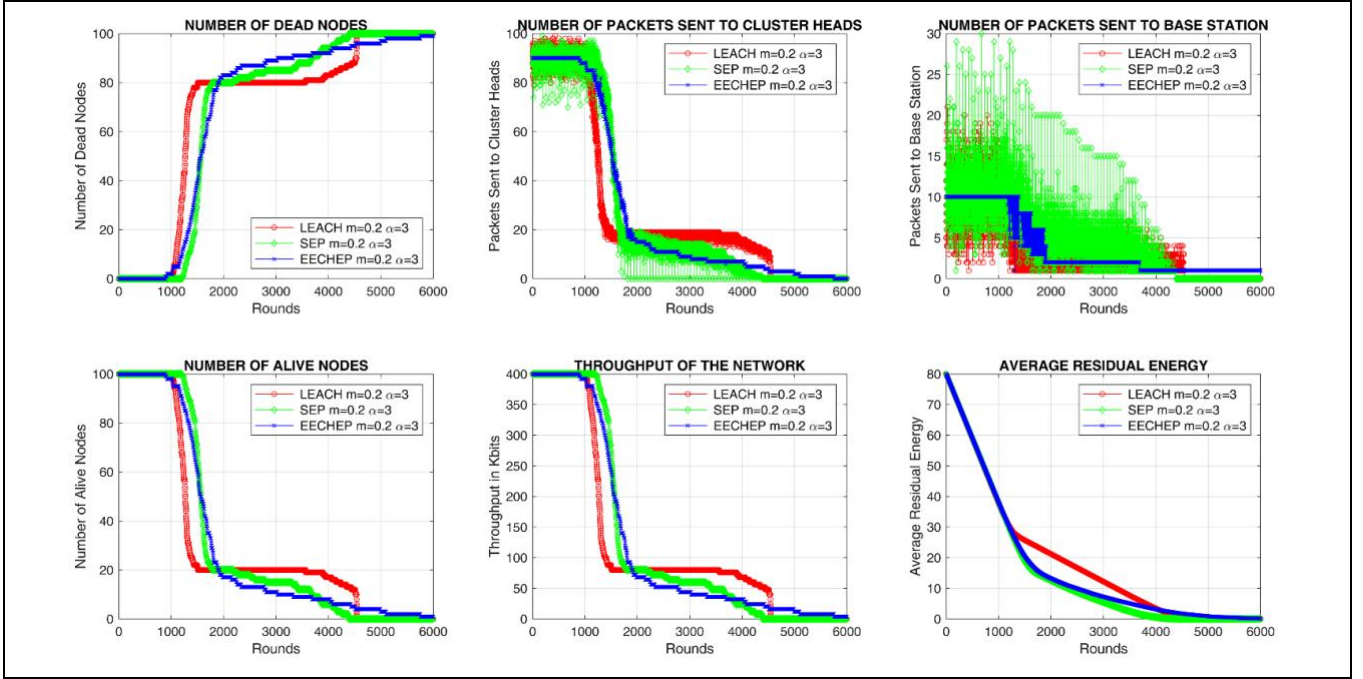 NUMBER OF DEAD NODES
100
80
60
40
20
0
Number of Dead Nodes
LEACH m=0.2 α=3
SEP m=0.2 α=3
EECHEP m=0.2 α=3
0 1000 2000 3000 4000 5000 6000
Rounds
NUMBER OF PACKETS SENT TO CLUSTER HEADS
100
80
60
40
20
0
Packets Sent to Cluster Heads
LEACH m=0.2 α=3
SEP m=0.2 α=3
EECHEP m=0.2 α=3
0 1000 2000 3000 4000 5000 6000
Rounds
NUMBER OF PACKETS SENT TO BASE STATION
30
25
20
15
10
5
0
Packets Sent to Base Station
LEACH m=0.2 α=3
SEP m=0.2 α=3
EECHEP m=0.2 α=3
0 1000 2000 3000 4000 5000 6000
Rounds
NUMBER OF ALIVE NODES
100
80
60
40
20
0
Number of Alive Nodes
LEACH m=0.2 α=3
SEP m=0.2 α=3
EECHEP m=0.2 α=3
0 1000 2000 3000 4000 5000 6000
Rounds
THROUGHPUT OF THE NETWORK
400
350
300
250
200
150
100
50
0
Throughput in Kbits
LEACH m=0.2 α=3
SEP m=0.2 α=3
EECHEP m=0.2 α=3
0 1000 2000 3000 4000 5000 6000
Rounds
AVERAGE RESIDUAL ENERGY
80
70
60
50
40
30
20
10
0
Average Residual Energy
LEACH m=0.2 α=3
SEP m=0.2 α=3
EECHEP m=0.2 α=3
0 1000 2000 3000 4000 5000 6000
Rounds